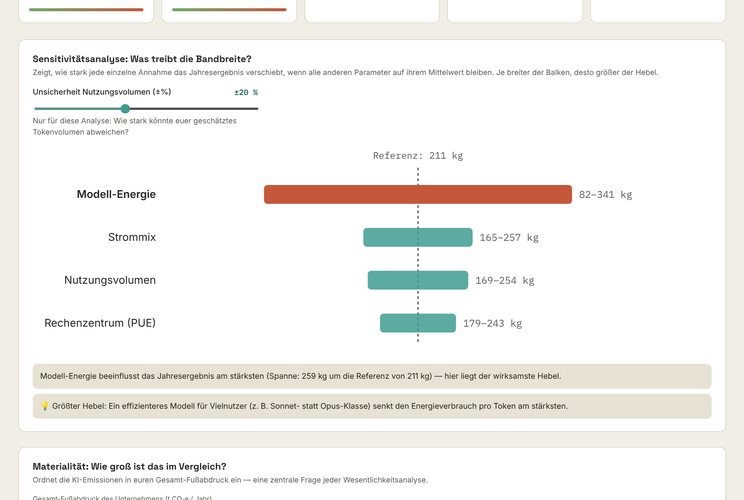 Sensitivitätsanalyse: Was treibt die Bandbreite?
Zeigt, wie stark jede einzelne Annahme das Jahresergebnis verschiebt, wenn alle anderen Parameter auf ihrem Mittelwert bleiben. Je breiter der Balken, desto größer der Hebel.
Unsicherheit Nutzungsvolumen (±%) ±20 %
Nur für diese Analyse: Wie stark könnte euer geschätztes
Tokenvolumen abweichen?
Referenz: 211 kg
Modell-Energie 82–341 kg
Strommix 165–257 kg
Nutzungsvolumen 169–254 kg
Rechenzentrum (PUE) 179–243 kg
Modell-Energie beeinflusst das Jahresergebnis am stärksten (Spanne: 259 kg um die Referenz von 211 kg) — hier liegt der wirksamste Hebel.
💡 Größter Hebel: Ein effizienteres Modell für Vielnutzer (z. B. Sonnet- statt Opus-Klasse) senkt den Energieverbrauch pro Token am stärksten.
Materialität: Wie groß ist das im Vergleich?
Ordnet die KI-Emissionen in euren Gesamt-Fußabdruck ein — eine zentrale Frage jeder Wesentlichkeitsanalyse.
Gesamt-Fußabdruck des Unternehmens (t CO₂e / Jahr)